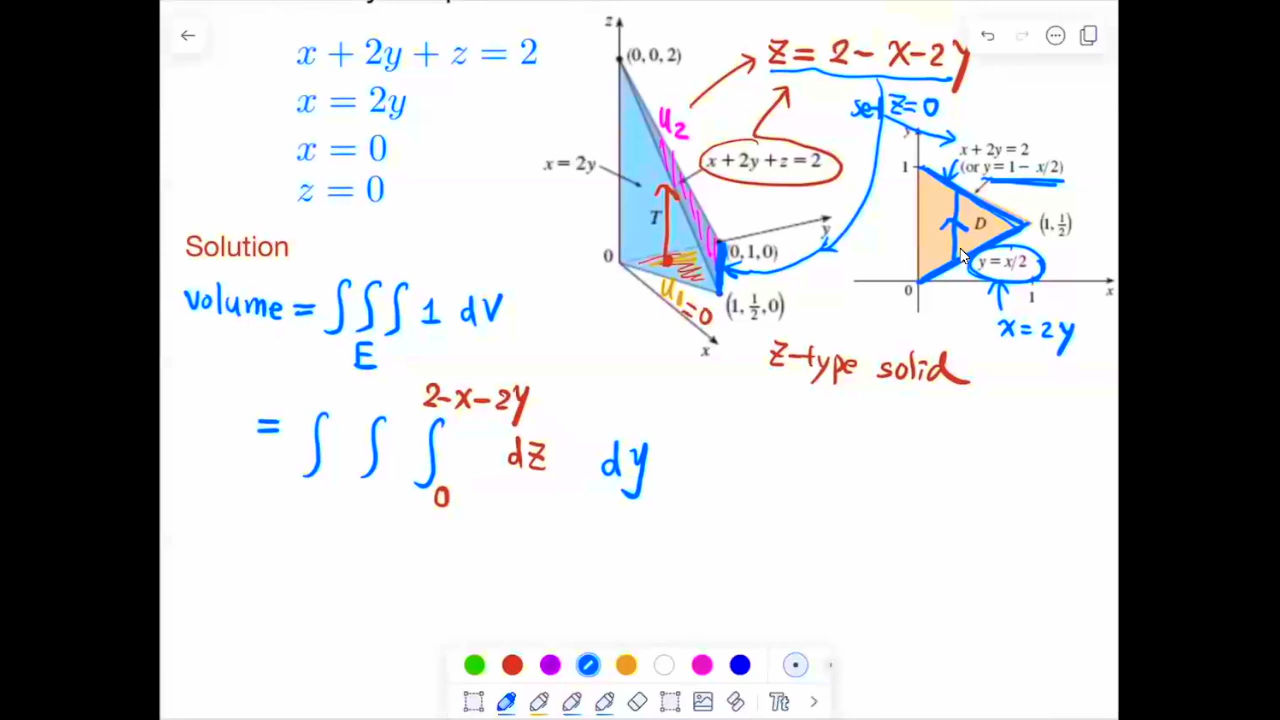 x + 2y + z = 2
x = 2y
x = 0
z = 0
Solution
volume = ∫∫∫ 1 dV
E
= ∫ ∫ ∫ dz dy
2-x-2y
0
z
(0, 0, 2)
u2
x = 2y
x + 2y + z = 2
T
y
0
(0, 1, 0)
u1=0
(1, ½, 0)
x
z = 2-x-2y
set z=0
y
x + 2y = 2
(or y = 1 − x/2)
1
D
(1, ½)
y = x/2
0
1
x
x = 2y
z-type solid
Tt